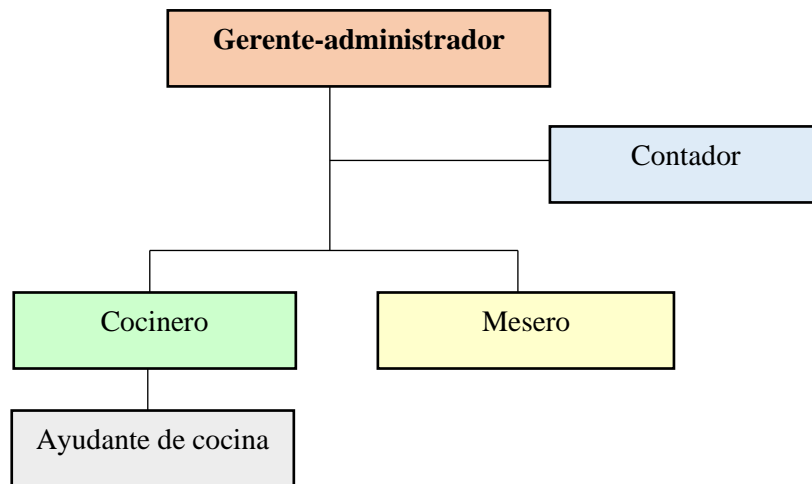 Gerente-administrador
Contador
Cocinero
Mesero
Ayudante de cocina